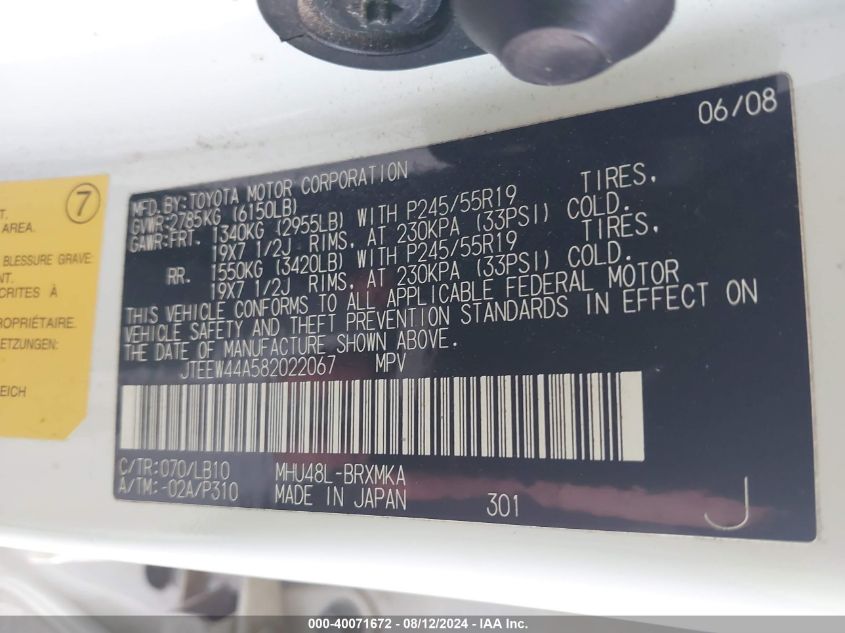 06/08
MFD.BY:TOYOTA MOTOR CORPORATION
GVWR:2785KG (6150LB)
GAWR:FRT. 1340KG (2955LB) WITH P245/55R19 TIRES,
19X7 1/2J RIMS, AT 230KPA (33PSI) COLD.
RR. 1550KG (3420LB) WITH P245/55R19 TIRES,
19X7 1/2J RIMS, AT 230KPA (33PSI) COLD.
THIS VEHICLE CONFORMS TO ALL APPLICABLE FEDERAL MOTOR
VEHICLE SAFETY AND THEFT PREVENTION STANDARDS IN EFFECT ON
THE DATE OF MANUFACTURE SHOWN ABOVE.
JTEEW44A582022067 MPV
C/TR:070/LB10 MHU48L-BRXMKA
A/TM:-02A/P310 MADE IN JAPAN 301 J
7
T.
AREA.
BLESSURE GRAVE
NT.
CRITES À
ROPRIÉTAIRE.
ETZUNGEN:
EICH
000-40071672 - 08/12/2024 - IAA Inc.